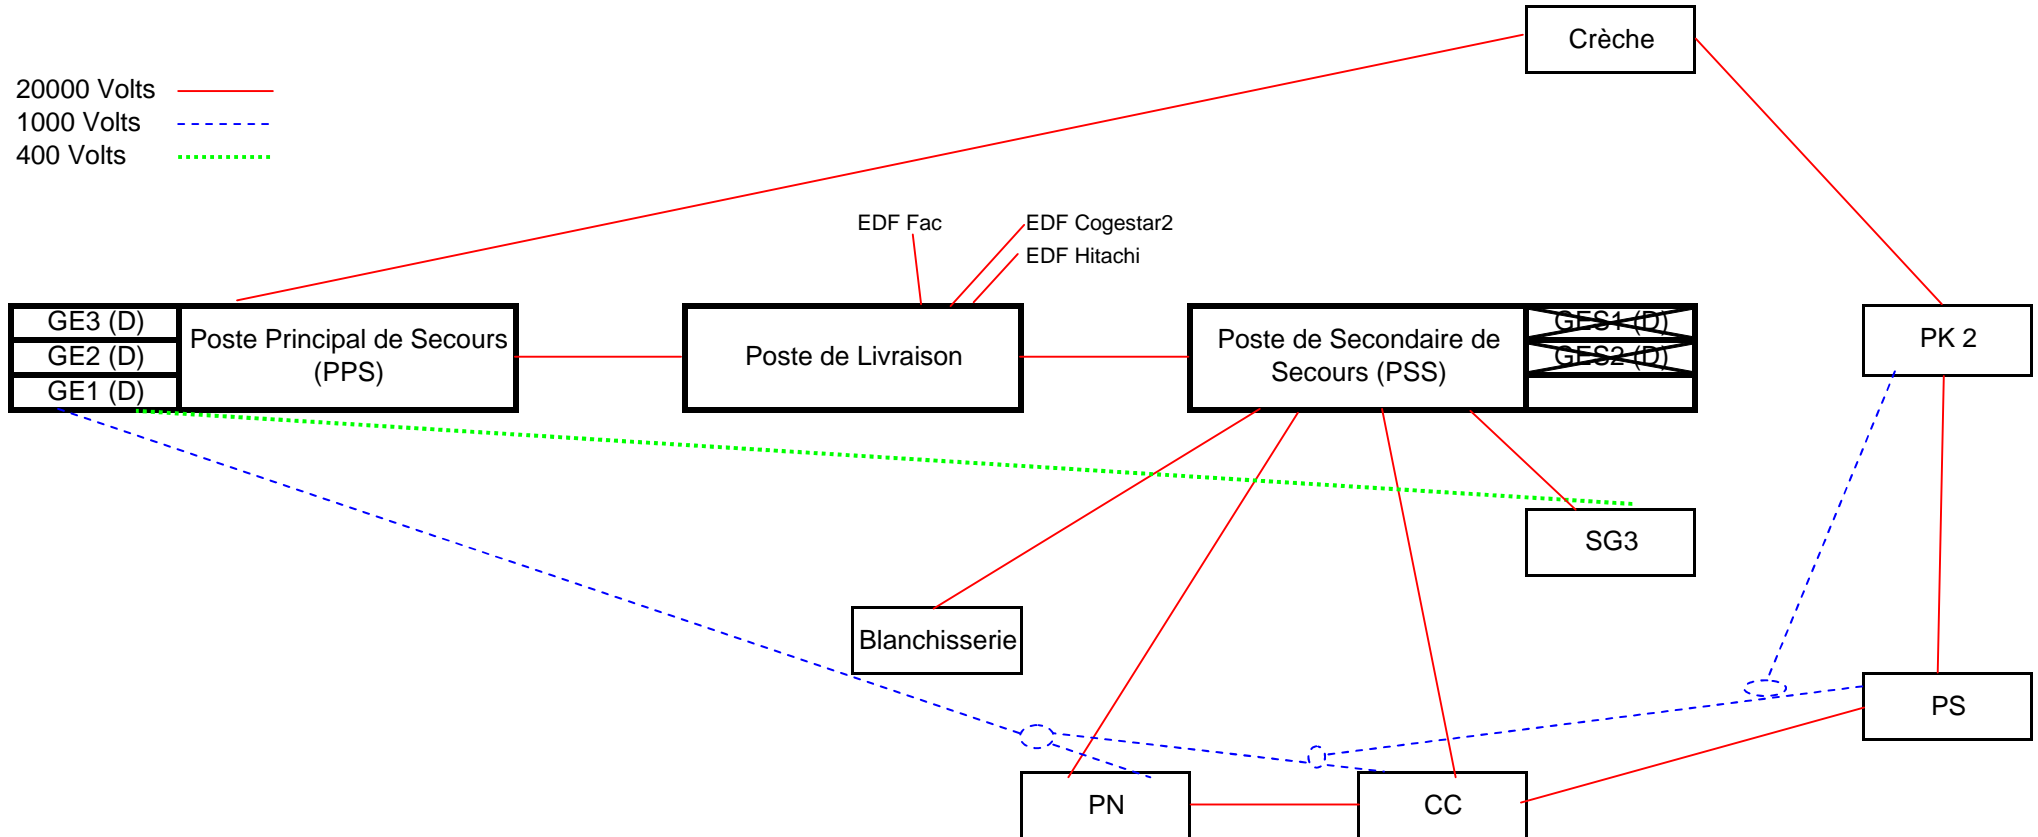 Crèche
20000 Volts
1000 Volts
400 Volts
EDF Fac
EDF Cogestar2
EDF Hitachi
GE3 (D)
GE2 (D)
GE1 (D)
Poste Principal de Secours
(PPS)
Poste de Livraison
Poste de Secondaire de
Secours (PSS)
GES1 (D)
GES2 (D)
PK 2
SG3
Blanchisserie
PS
PN
CC